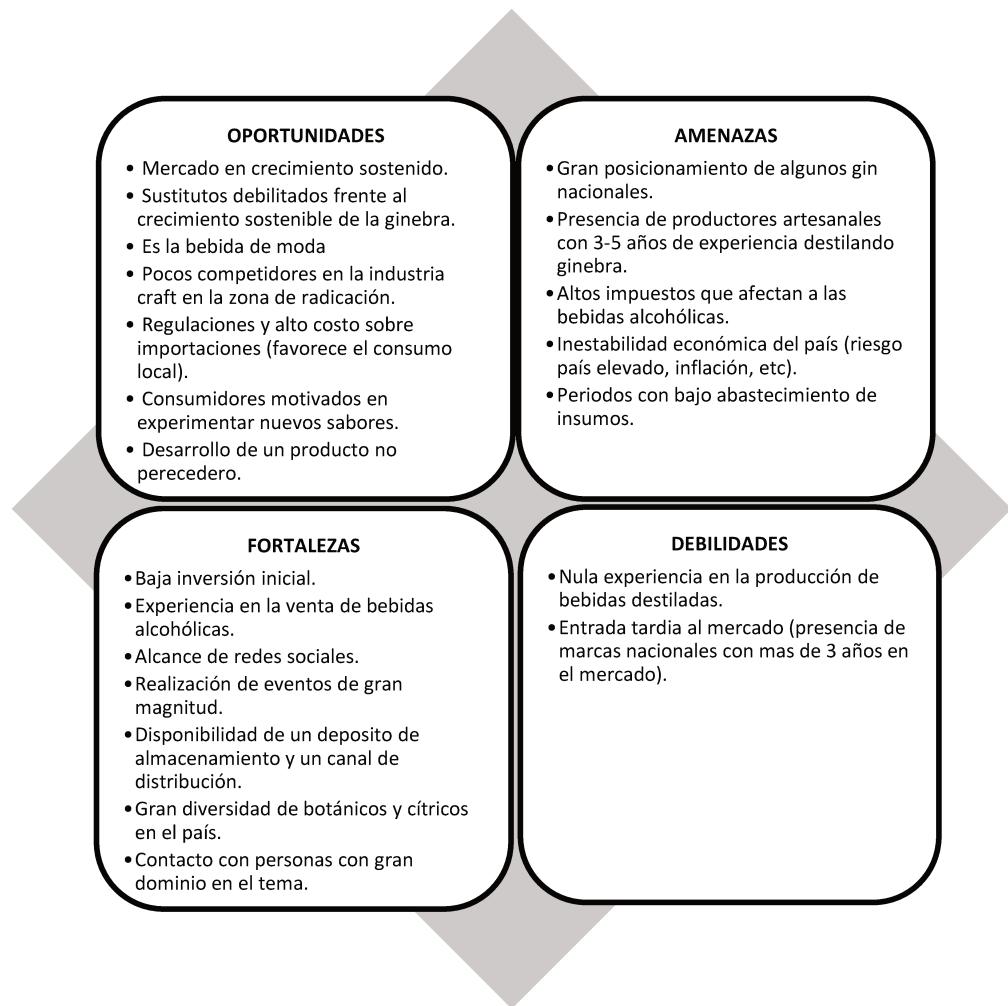 OPORTUNIDADES
• Mercado en crecimiento sostenido.
• Sustitutos debilitados frente al
crecimiento sostenible de la ginebra.
• Es la bebida de moda
• Pocos competidores en la industria
craft en la zona de radicación.
• Regulaciones y alto costo sobre
importaciones (favorece el consumo
local).
• Consumidores motivados en
experimentar nuevos sabores.
• Desarrollo de un producto no
perecedero.
AMENAZAS
•Gran posicionamiento de algunos gin
nacionales.
•Presencia de productores artesanales
con 3-5 años de experiencia destilando
ginebra.
•Altos impuestos que afectan a las
bebidas alcohólicas.
•Inestabilidad económica del país (riesgo
país elevado, inflación, etc).
•Periodos con bajo abastecimiento de
insumos.
FORTALEZAS
•Baja inversión inicial.
•Experiencia en la venta de bebidas
alcohólicas.
•Alcance de redes sociales.
•Realización de eventos de gran
magnitud.
•Disponibilidad de un deposito de
almacenamiento y un canal de
distribución.
•Gran diversidad de botánicos y cítricos
en el país.
•Contacto con personas con gran
dominio en el tema.
DEBILIDADES
•Nula experiencia en la producción de
bebidas destiladas.
•Entrada tardia al mercado (presencia de
marcas nacionales con mas de 3 años en
el mercado).